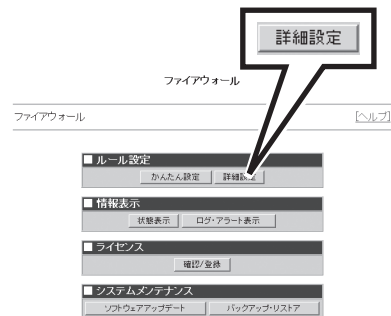 詳細設定
ファイアウォール
ファイアウォール [ヘルプ]
■ ルール設定
かんたん設定 詳細設定
■ 情報表示
状態表示 ログ・アラート表示
■ ライセンス
確認/登録
■ システムメンテナンス
ソフトウェアアップデート バックアップ・リストア